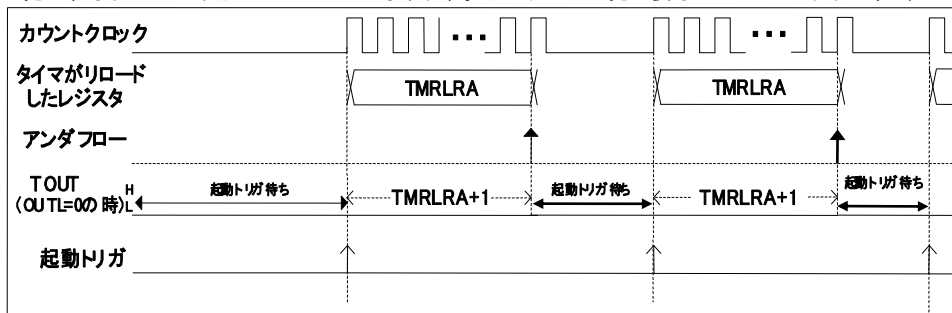 カウントクロック
タイマがリロード
したレジスタ
TMRLRA
TMRLRA
アンダフロー
TOUT
(OUTL=0の時)
H
L
起動トリガ待ち
TMRLRA+1
起動トリガ待ち
TMRLRA+1
起動トリガ待ち
起動トリガ